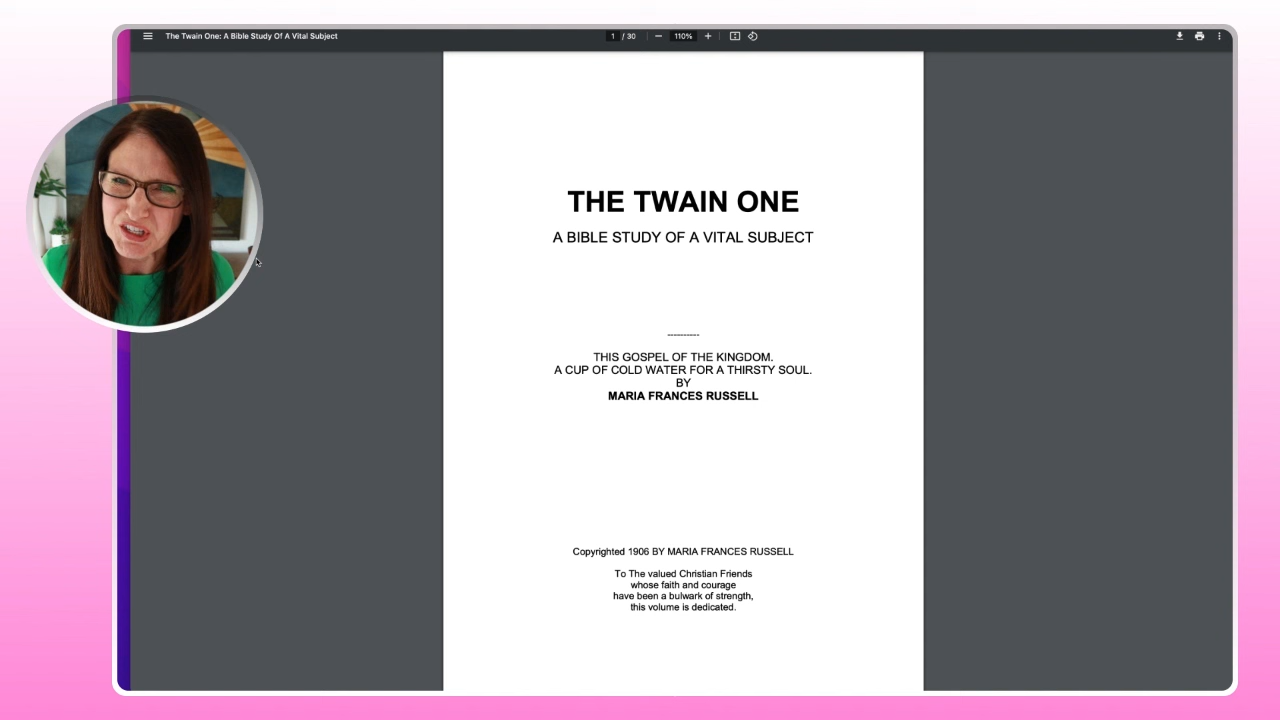 The Twain One: A Bible Study Of A Vital Subject
1 / 30
110%
THE TWAIN ONE
A BIBLE STUDY OF A VITAL SUBJECT
----------
THIS GOSPEL OF THE KINGDOM.
A CUP OF COLD WATER FOR A THIRSTY SOUL.
BY
MARIA FRANCES RUSSELL
Copyrighted 1906 BY MARIA FRANCES RUSSELL
To The valued Christian Friends
whose faith and courage
have been a bulwark of strength,
this volume is dedicated.